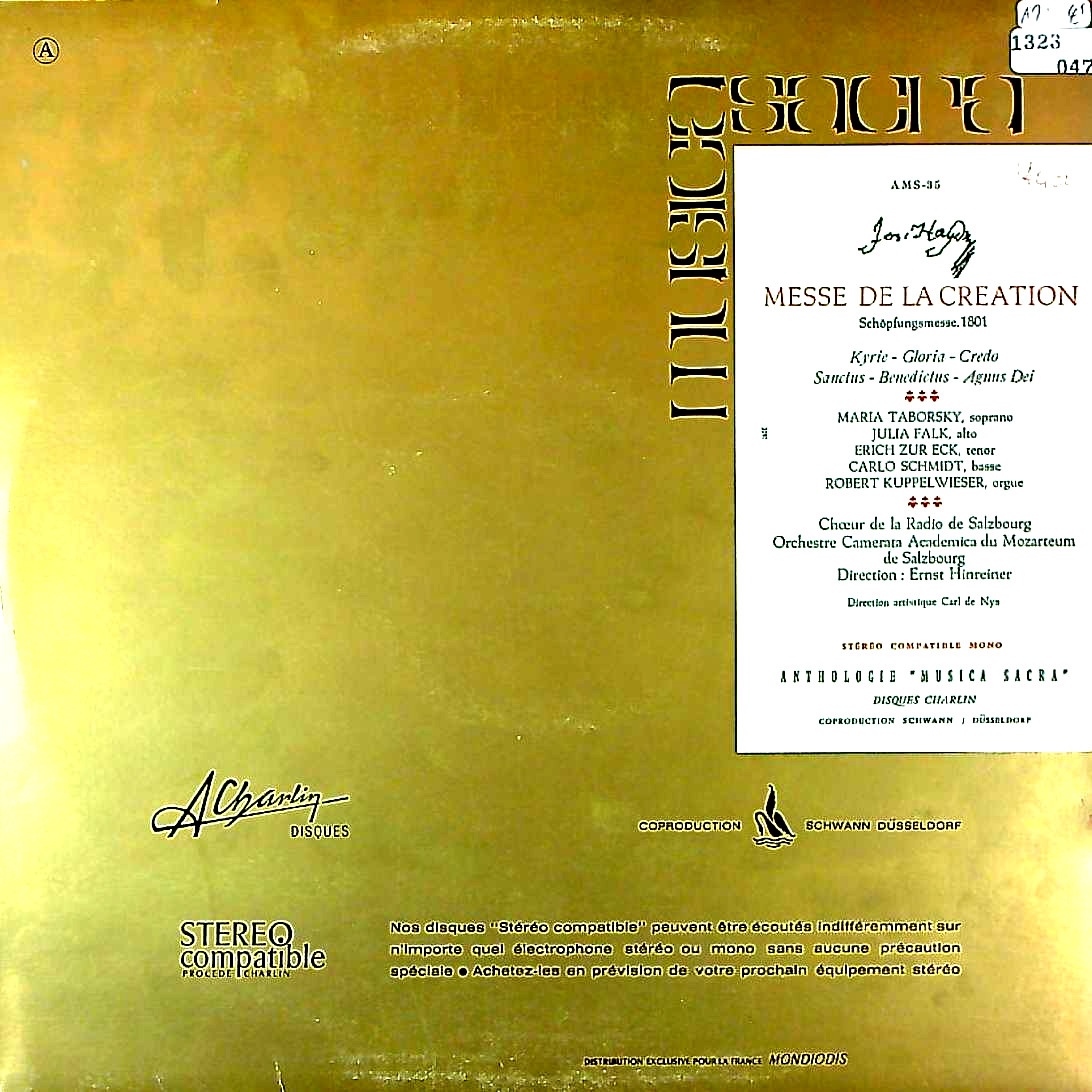 A
1323
047
musica
sacra
AMS-35
Jos. Haydn
MESSE DE LA CREATION
Schöpfungsmesse.1801
Kyrie - Gloria - Credo
Sanctus - Benedictus - Agnus Dei
MARIA TABORSKY, soprano
JULIA FALK, alto
ERICH ZUR ECK, tenor
CARLO SCHMIDT, basse
ROBERT KUPPELWIESER, orgue
Chœur de la Radio de Salzbourg
Orchestre Camerata Academica du Mozarteum
de Salzbourg
Direction : Ernst Hinreiner
Direction artistique Carl de Nys
STÉRÉO COMPATIBLE MONO
ANTHOLOGIE "MUSICA SACRA"
DISQUES CHARLIN
COPRODUCTION SCHWANN / DÜSSELDORF
A Charlin
DISQUES
COPRODUCTION SCHWANN DÜSSELDORF
STEREO
compatible
PROCEDE CHARLIN
Nos disques "Stéréo compatible" peuvent être écoutés indifféremment sur
n'importe quel électrophone stéréo ou mono sans aucune précaution
spéciale ● Achetez-les en prévision de votre prochain équipement stéréo
DISTRIBUTION EXCLUSIVE POUR LA FRANCE MONDIODIS